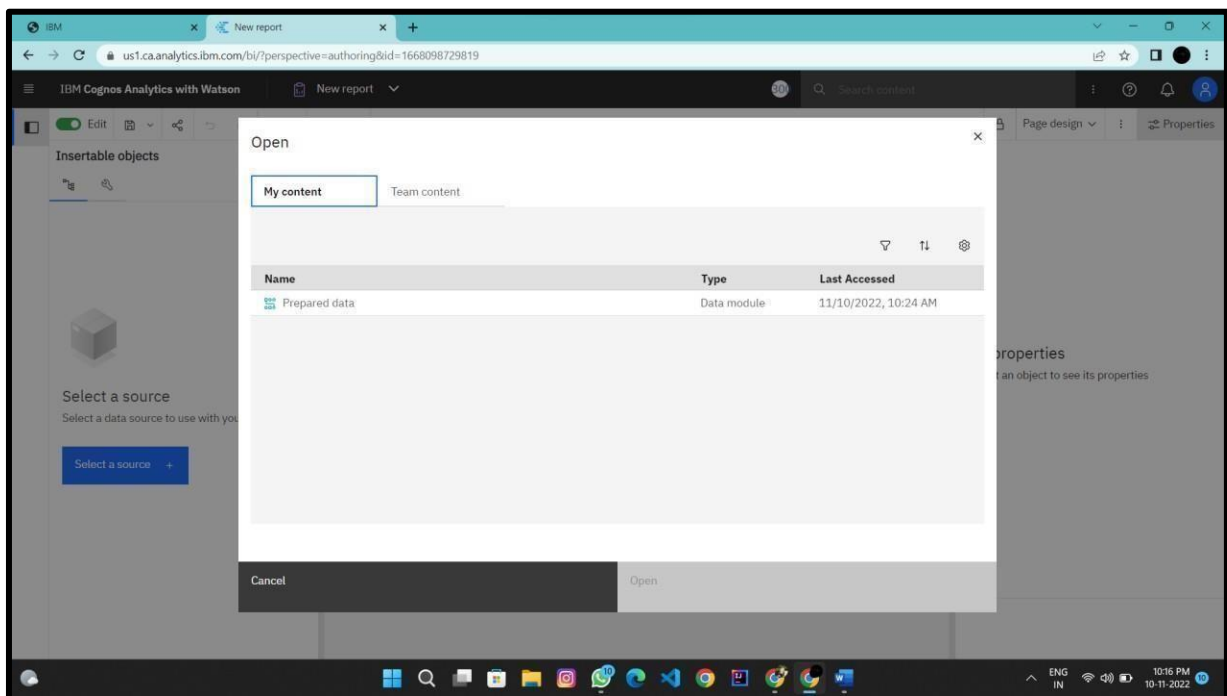 IBM
New report
us1.ca.analytics.ibm.com/bi/?perspective=authoring&id=1668098729819
IBM Cognos Analytics with Watson
New report
Search content
Edit
Page design
Properties
Insertable objects
Open
My content
Team content
Name Type Last Accessed
Prepared data Data module 11/10/2022, 10:24 AM
properties
t an object to see its properties
Select a source
Select a data source to use with you
Select a source +
Cancel
Open
ENG
IN
10:16 PM
10-11-2022
10
10